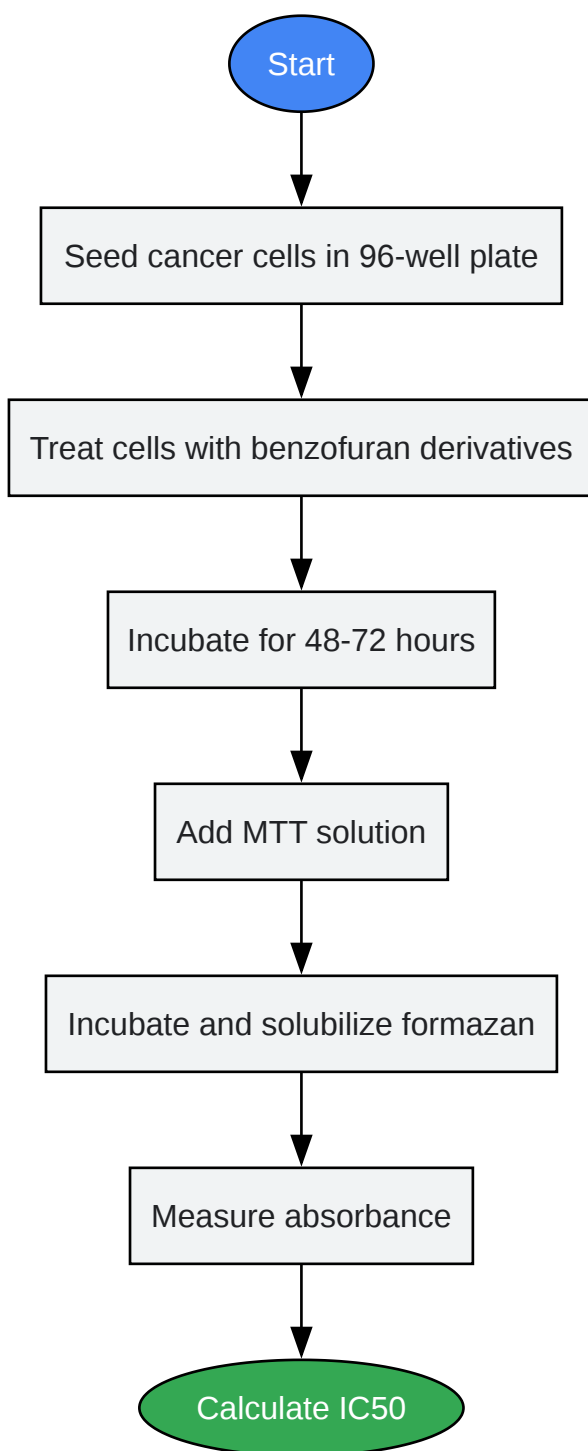 Start
Seed cancer cells in 96-well plate
Treat cells with benzofuran derivatives
Incubate for 48-72 hours
Add MTT solution
Incubate and solubilize formazan
Measure absorbance
Calculate IC50